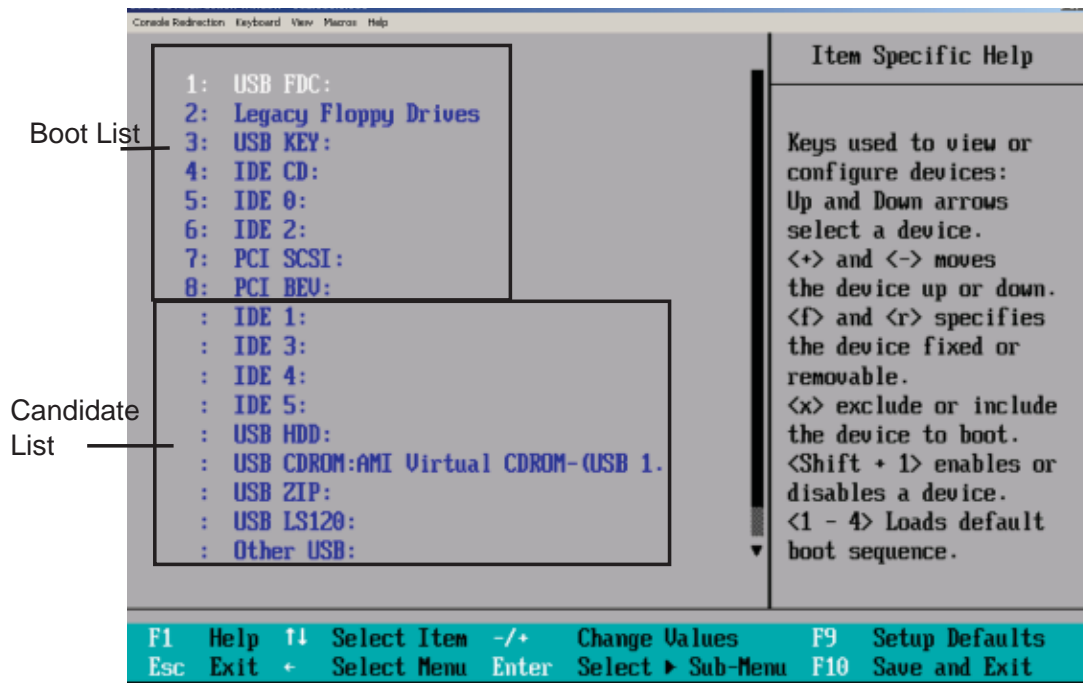 Console Redirection Keyboard View Macros Help
Item Specific Help
1: USB FDC:
2: Legacy Floppy Drives
3: USB KEY:
4: IDE CD:
5: IDE 0:
6: IDE 2:
7: PCI SCSI:
8: PCI BEV:
: IDE 1:
: IDE 3:
: IDE 4:
: IDE 5:
: USB HDD:
: USB CDROM:AMI Virtual CDROM-(USB 1.
: USB ZIP:
: USB LS120:
: Other USB:
Boot List
Candidate
List
Keys used to view or
configure devices:
Up and Down arrows
select a device.
<+> and <-> moves
the device up or down.
<f> and <r> specifies
the device fixed or
removable.
<x> exclude or include
the device to boot.
<Shift + 1> enables or
disables a device.
<1 - 4> Loads default
boot sequence.
F1 Help ↑↓ Select Item -/+ Change Values F9 Setup Defaults
Esc Exit ← Select Menu Enter Select ▶ Sub-Menu F10 Save and Exit